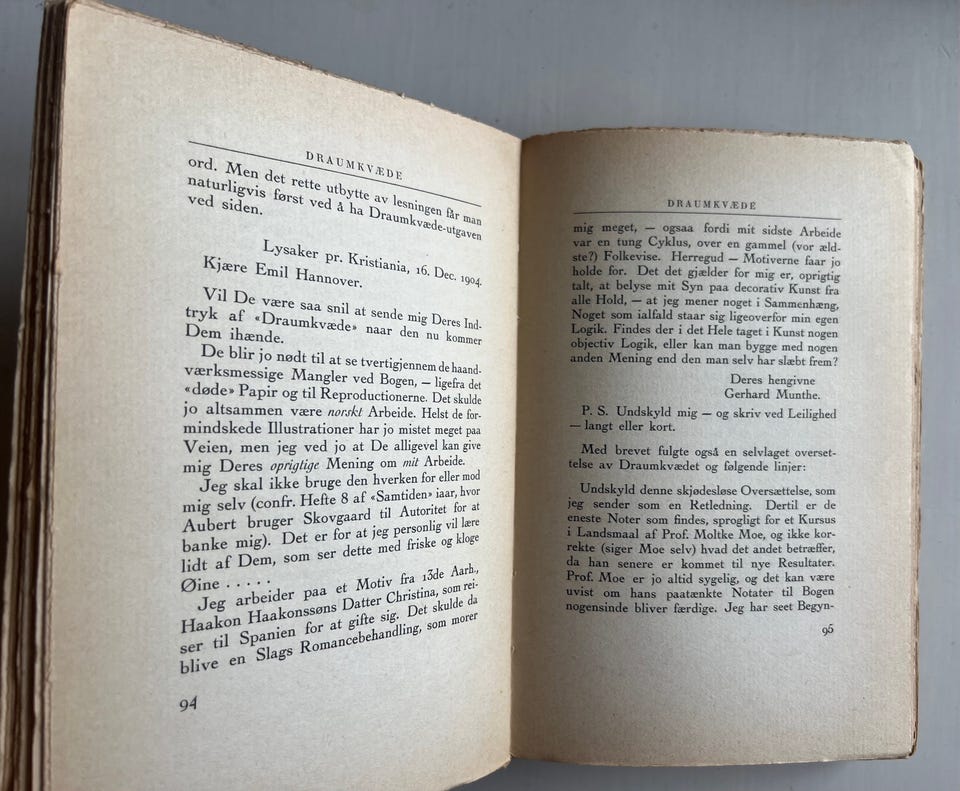 DRAUMKVÆDE
ord. Men det rette utbytte av lesningen får man
naturligvis først ved å ha Draumkvæde-utgaven
ved siden.
Lysaker pr. Kristiania, 16. Dec. 1904.
Kjære Emil Hannover.
Vil De være saa snil at sende mig Deres Ind-
tryk af «Draumkvæde» naar den nu kommer
Dem ihænde.
De blir jo nødt til at se tvertigjennem de haand-
værksmessige Mangler ved Bogen, — ligefra det
«døde» Papir og til Reproductionerne. Det skulde
jo altsammen være norskt Arbeide. Helst de for-
mindskede Illustrationer har jo mistet meget paa
Veien, men jeg ved jo at De alligevel kan give
mig Deres oprigtige Mening om mit Arbeide.
Jeg skal ikke bruge den hverken for eller mod
mig selv (confr. Hefte 8 af «Samtiden» iaar, hvor
Aubert bruger Skovgaard til Autoritet for at
banke mig). Det er for at jeg personlig vil lære
lidt af Dem, som ser dette med friske og kloge
Øine . . . . .
Jeg arbeider paa et Motiv fra 13de Aarh.,
Haakon Haakonssøns Datter Christina, som rei-
ser til Spanien for at gifte sig. Det skulde da
blive en Slags Romancebehandling, som morer
94
DRAUMKVÆDE
mig meget, — ogsaa fordi mit sidste Arbeide
var en tung Cyklus, over en gammel (vor æld-
ste?) Folkevise. Herregud — Motiverne faar jo
holde for. Det det gjælder for mig er, oprigtig
talt, at belyse mit Syn paa decorativ Kunst fra
alle Hold, — at jeg mener noget i Sammenhæng,
Noget som ialfald staar sig ligeoverfor min egen
Logik. Findes der i det Hele taget i Kunst nogen
objectiv Logik, eller kan man bygge med nogen
anden Mening end den man selv har slæbt frem?
Deres hengivne
Gerhard Munthe.
P. S. Undskyld mig — og skriv ved Leilighed
— langt eller kort.
Med brevet fulgte også en selvlaget overset-
telse av Draumkvædet og følgende linjer:
Undskyld denne skjødesløse Oversættelse, som
jeg sender som en Retledning. Dertil er de
eneste Noter som findes, sprogligt for et Kursus
i Landsmaal af Prof. Moltke Moe, og ikke kor-
rekte (siger Moe selv) hvad det andet betræffer,
da han senere er kommet til nye Resultater.
Prof. Moe er jo altid sygelig, og det kan være
uvist om hans paatænkte Notater til Bogen
nogensinde bliver færdige. Jeg har seet Begyn-
95